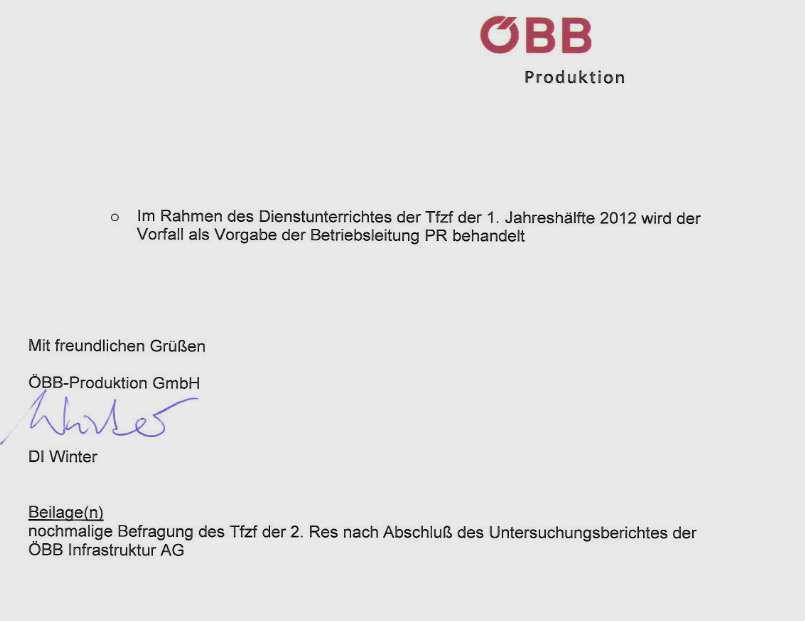 ÖBB
Produktion
o Im Rahmen des Dienstunterrichtes der Tfzf der 1. Jahreshälfte 2012 wird der
Vorfall als Vorgabe der Betriebsleitung PR behandelt
Mit freundlichen Grüßen
ÖBB-Produktion GmbH
Winter
DI Winter
Beilage(n)
nochmalige Befragung des Tfzf der 2. Res nach Abschluß des Untersuchungsberichtes der
ÖBB Infrastruktur AG